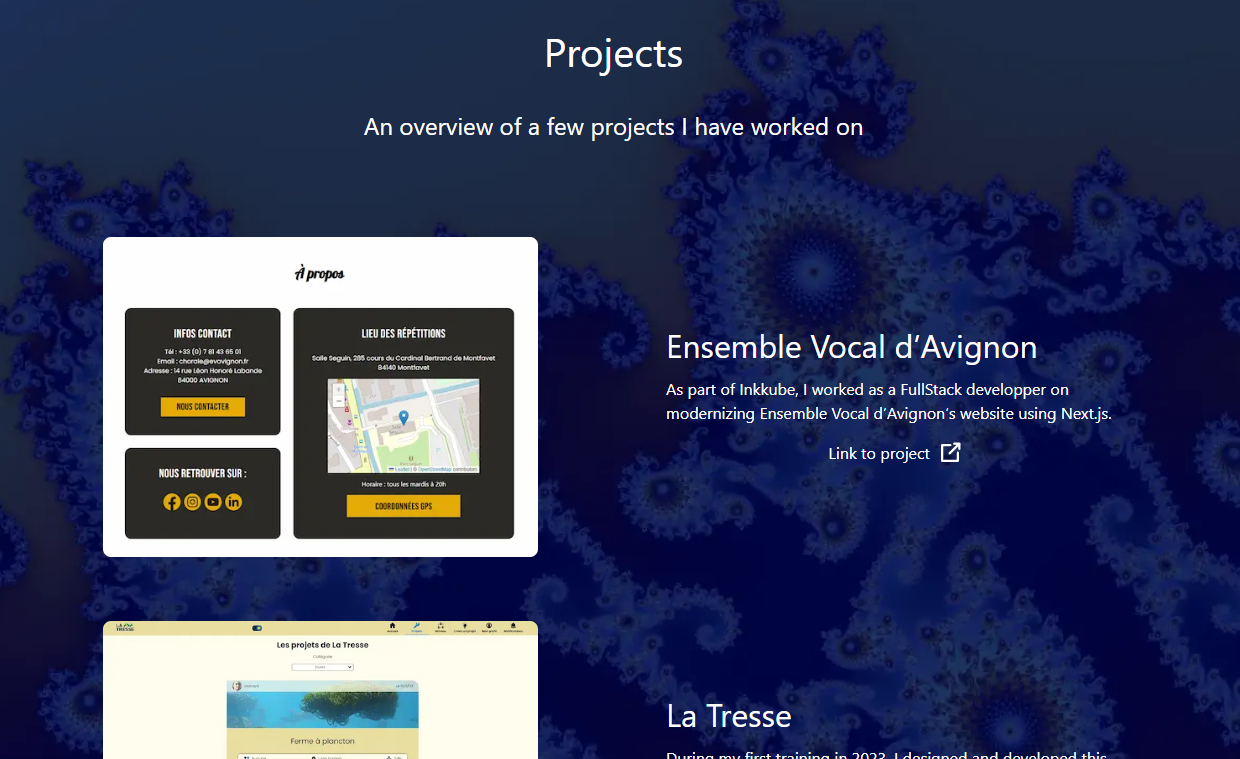 Projects
An overview of a few projects I have worked on
À propos
INFOS CONTACT
Tél : +33 (0) 7 81 43 65 01
Email : chorale@evavignon.fr
Adresse : 14 rue Léon Honoré Labande
84000 AVIGNON
NOUS CONTACTER
NOUS RETROUVER SUR :
LIEU DES RÉPÉTITIONS
Salle Seguin, 285 cours du Cardinal Bertrand de Montfavet
84140 Montfavet
Leaflet | © OpenStreetMap contributors
Horaire : tous les mardis à 20h
COORDONNÉES GPS
Ensemble Vocal d’Avignon
As part of Inkkube, I worked as a FullStack developper on
modernizing Ensemble Vocal d’Avignon’s website using Next.js.
Link to project
LA TRESSE
Les projets de La Tresse
Catégorie
Ferme à plancton
La Tresse
During my first training in 2023, I designed and developed this